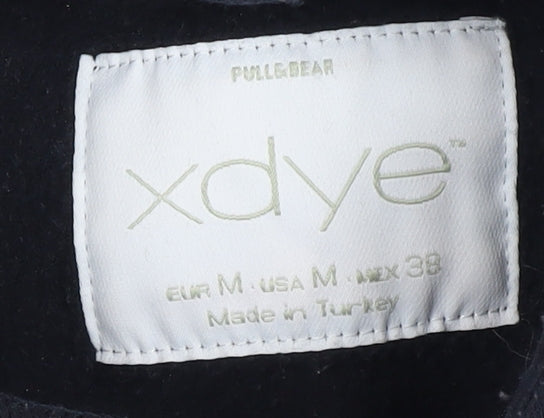 PULL&BEAR
xdye™
EUR M · USA M · MEX 38
Made in Turkey